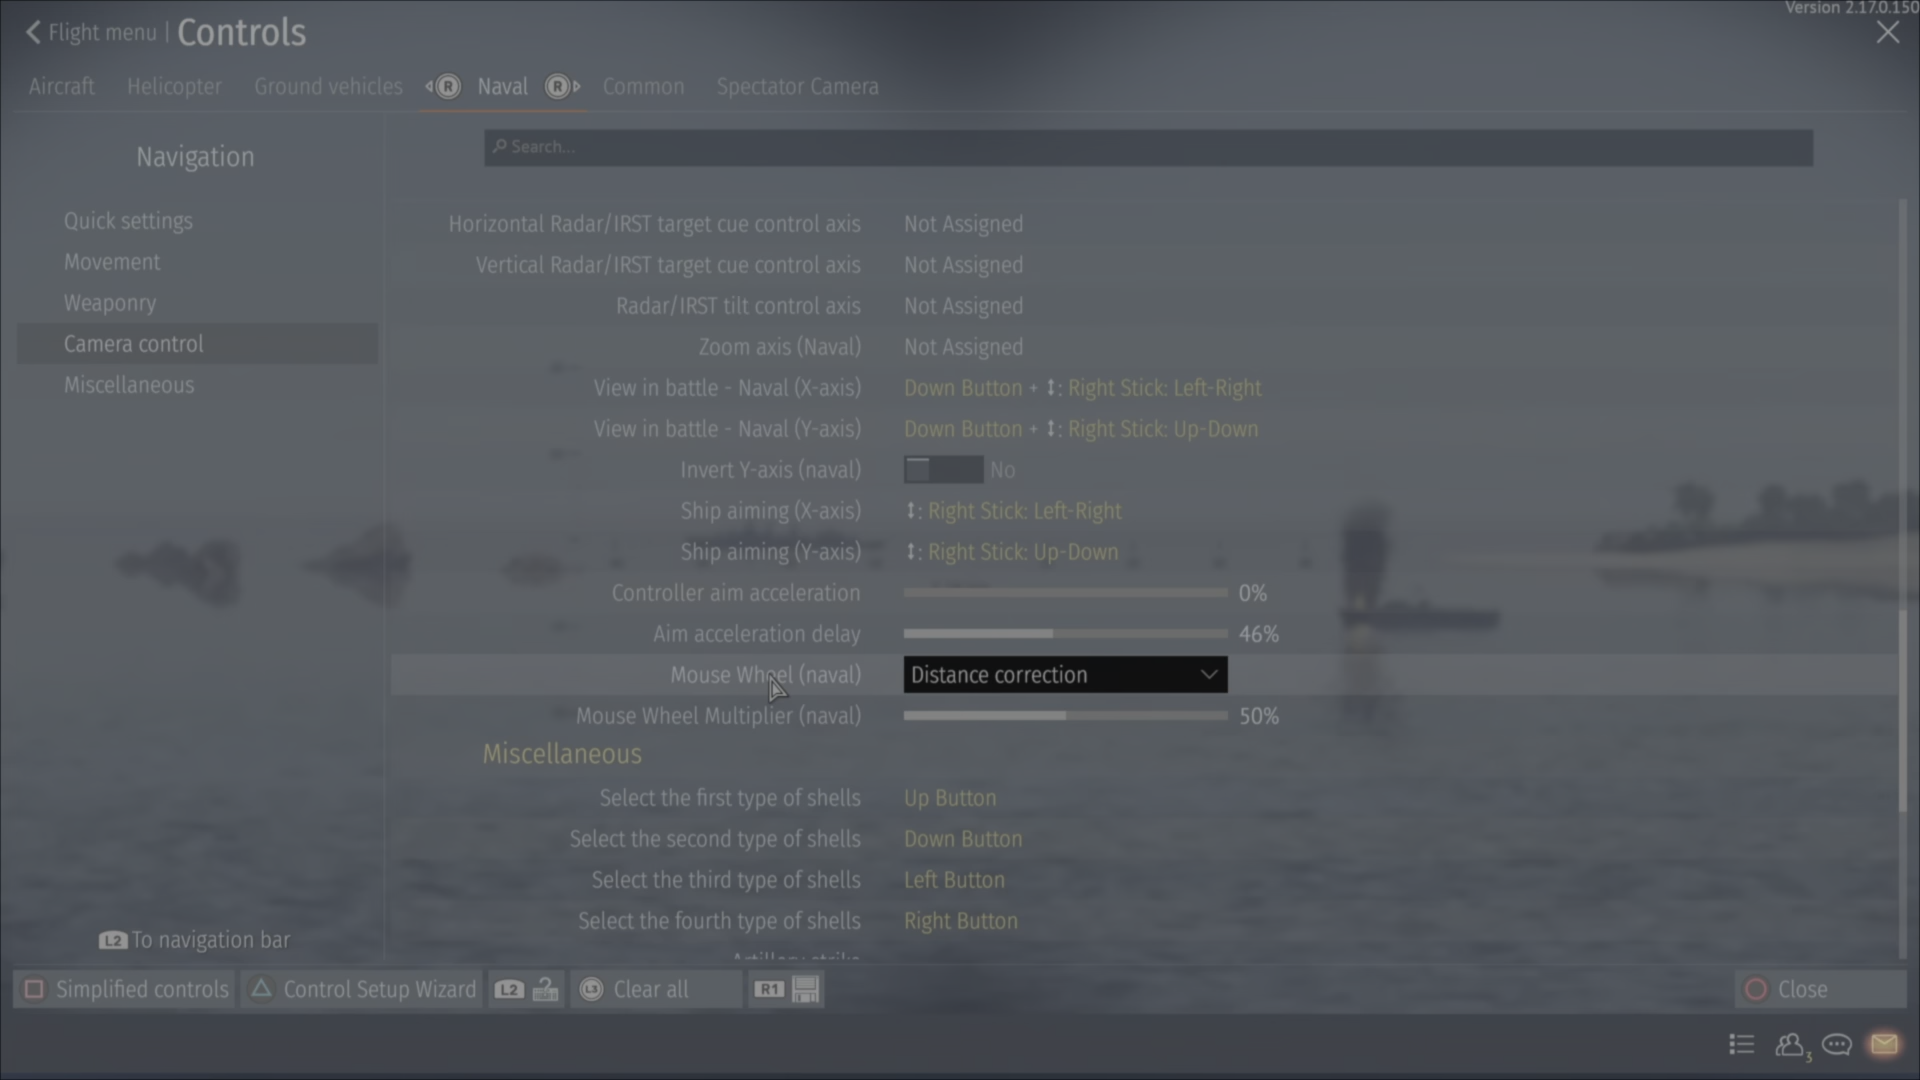 Version 2.17.0.150
Flight menu | Controls
Aircraft Helicopter Ground vehicles R Naval R Common Spectator Camera
Navigation
Search...
Quick settings
Movement
Weaponry
Camera control
Miscellaneous
Horizontal Radar/IRST target cue control axis Not Assigned
Vertical Radar/IRST target cue control axis Not Assigned
Radar/IRST tilt control axis Not Assigned
Zoom axis (Naval) Not Assigned
View in battle - Naval (X-axis) Down Button + ↕: Right Stick: Left-Right
View in battle - Naval (Y-axis) Down Button + ↕: Right Stick: Up-Down
Invert Y-axis (naval) No
Ship aiming (X-axis) ↕: Right Stick: Left-Right
Ship aiming (Y-axis) ↕: Right Stick: Up-Down
Controller aim acceleration 0%
Aim acceleration delay 46%
Mouse Wheel (naval) Distance correction
Mouse Wheel Multiplier (naval) 50%
Miscellaneous
Select the first type of shells Up Button
Select the second type of shells Down Button
Select the third type of shells Left Button
Select the fourth type of shells Right Button
Artillery strike
L2 To navigation bar
Simplified controls Control Setup Wizard L2 L3 Clear all R1 Close
3